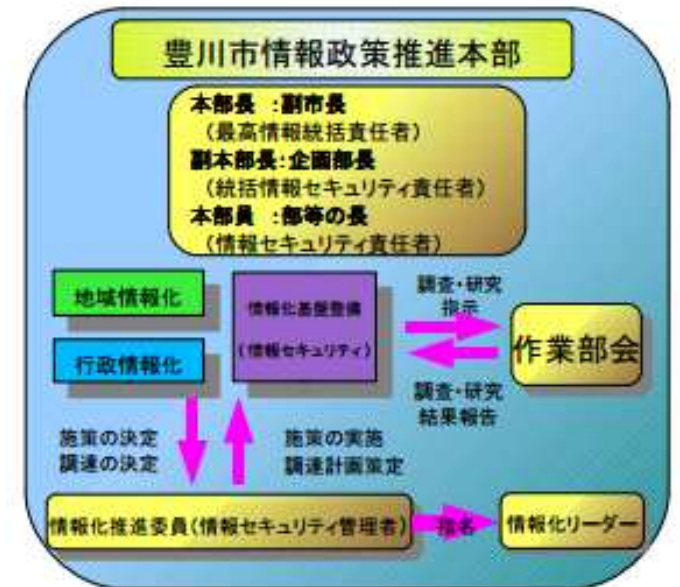 豊川市情報政策推進本部
本部長 :副市長
(最高情報統括責任者)
副本部長:企画部長
(統括情報セキュリティ責任者)
本部員 :部等の長
(情報セキュリティ責任者)
地域情報化
行政情報化
情報化基盤整備
(情報セキュリティ)
調査・研究
指示
作業部会
調査・研究
結果報告
施策の決定
調達の決定
施策の実施
調達計画策定
情報化推進委員(情報セキュリティ管理者)
指名
情報化リーダー